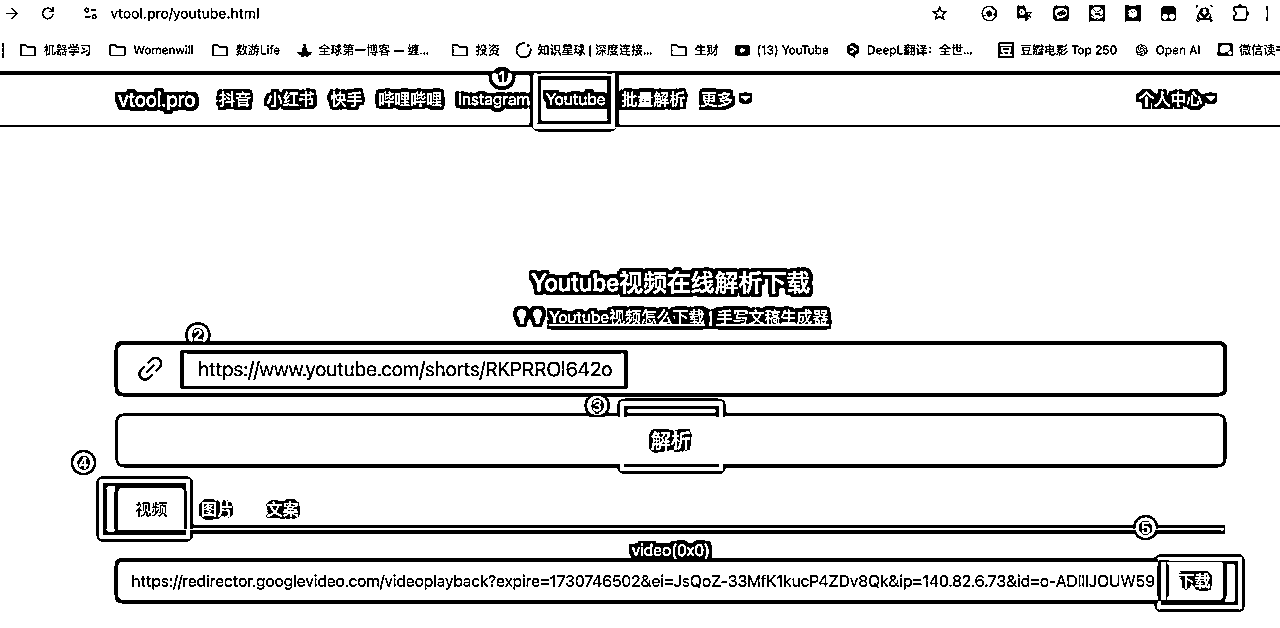 vtool.pro/youtube.html
机器学习 Womenwill 数游Life 全球第一博客 — 缠... 投资 知识星球 | 深度连接... 生财 (13) YouTube DeepL翻译：全世... 豆瓣电影 Top 250 Open AI 微信读书
①
vtool.pro 抖音 小红书 快手 哔哩哔哩 Instagram Youtube 批量解析 更多 个人中心
Youtube视频在线解析下载
Youtube视频怎么下载 | 手写文稿生成器
②
https://www.youtube.com/shorts/RKPRROl642o
③
解析
④
视频 图片 文案
⑤
video(0x0)
https://redirector.googlevideo.com/videoplayback?expire=1730746502&ei=JsQoZ-33MfK1kucP4ZDv8Qk&ip=140.82.6.73&id=o-ADIlIJOUW59 下载